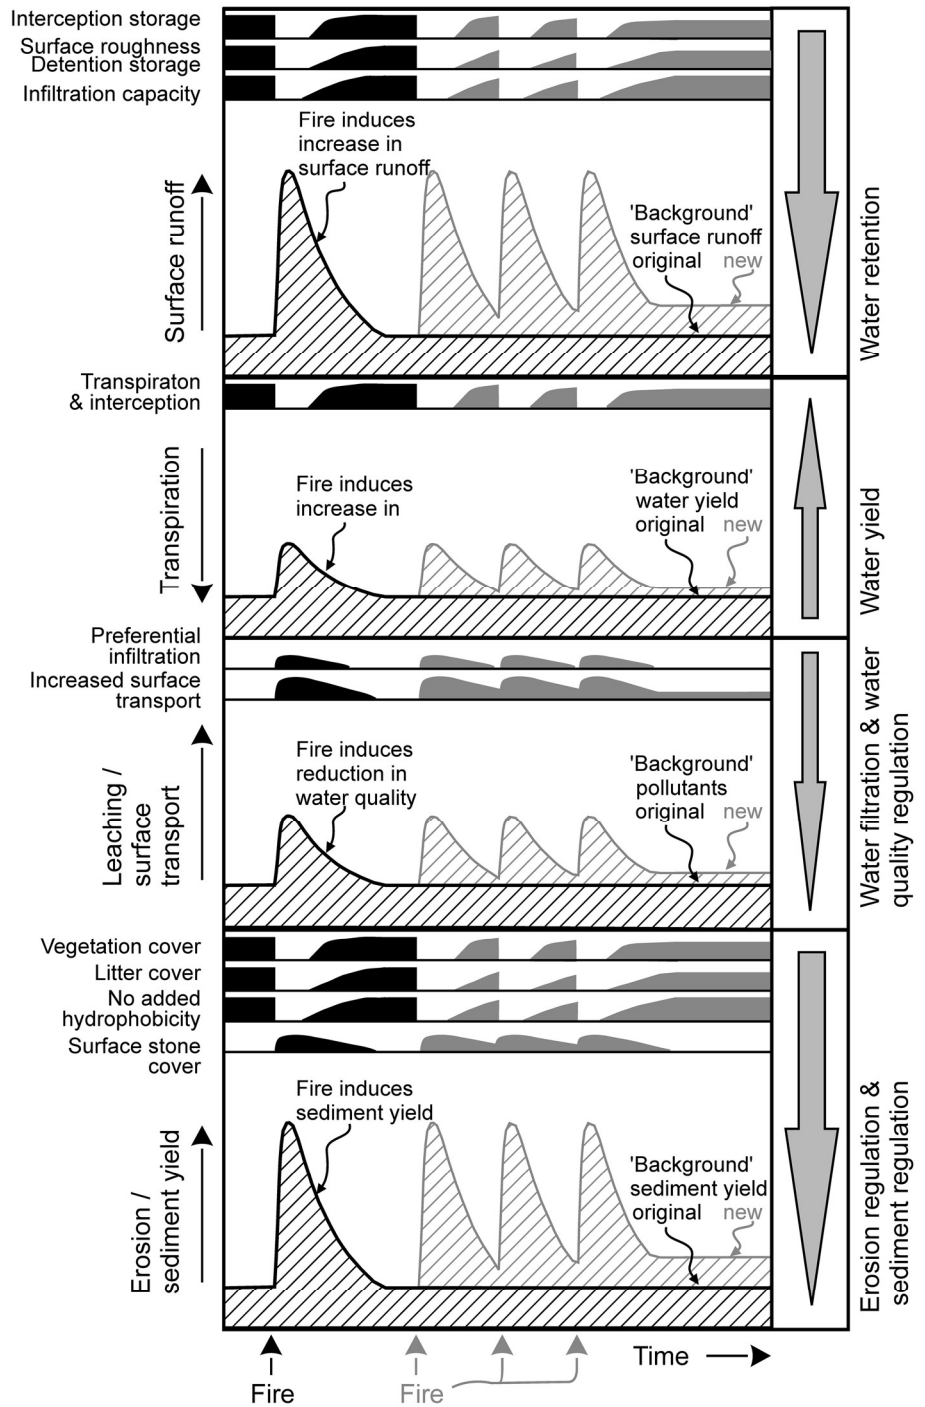 Interception storage
Surface roughness
Detention storage
Infiltration capacity
Fire induces
increase in
surface runoff
Surface runoff
'Background'
surface runoff
original new
Water retention
Transpiraton
& interception
Transpiration
Fire induces
increase in
'Background'
water yield
original new
Water yield
Preferential
infiltration
Increased surface
transport
Leaching /
surface
transport
Fire induces
reduction in
water quality
'Background'
pollutants
original new
Water filtration & water
quality regulation
Vegetation cover
Litter cover
No added
hydrophobicity
Surface stone
cover
Erosion /
sediment yield
Fire induces
sediment yield
'Background'
sediment yield
original new
Erosion regulation &
sediment regulation
Fire
Fire
Time